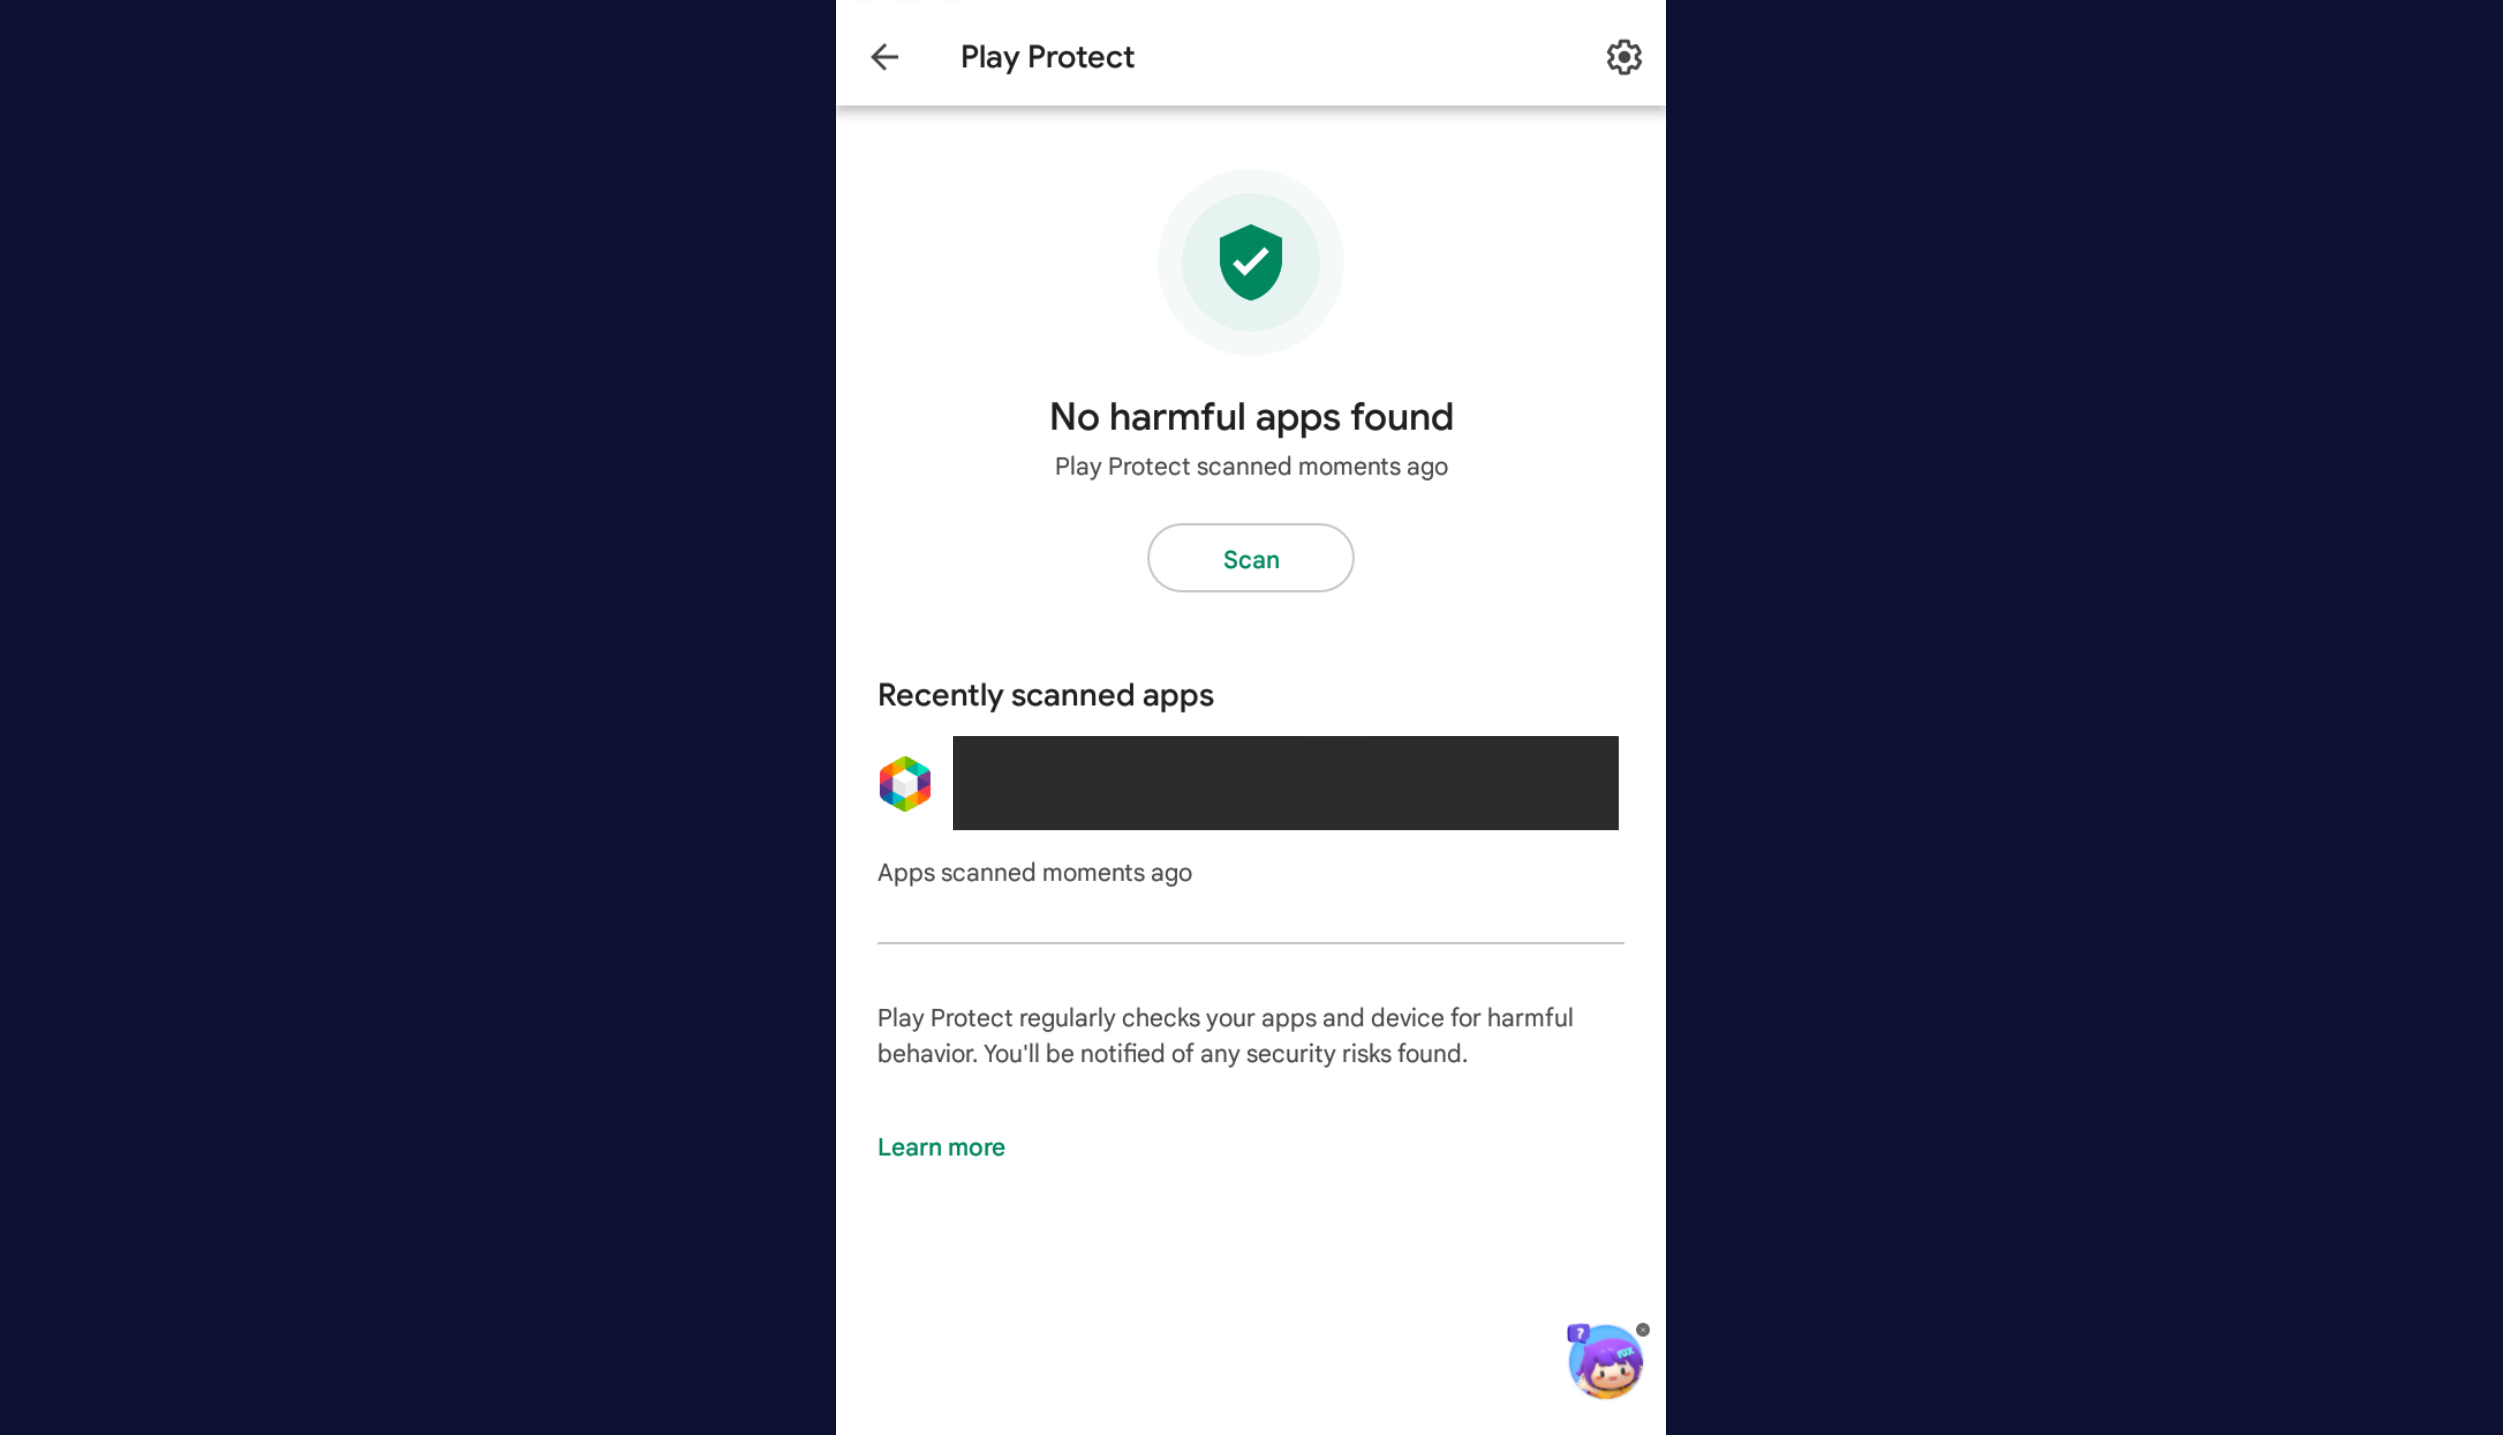 Play Protect
No harmful apps found
Play Protect scanned moments ago
Scan
Recently scanned apps
Apps scanned moments ago
Play Protect regularly checks your apps and device for harmful
behavior. You'll be notified of any security risks found.
Learn more
?
rox